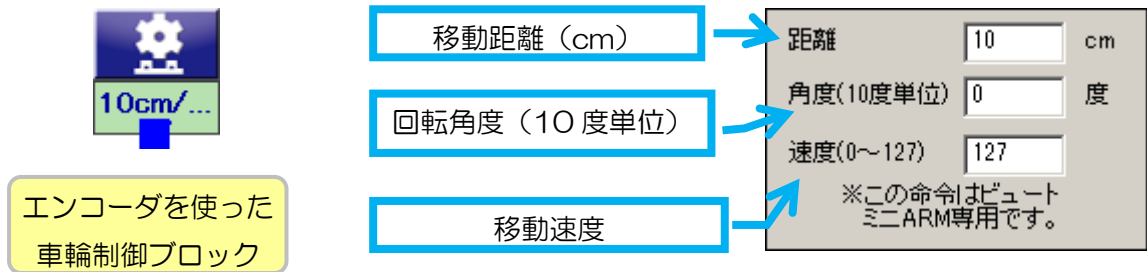 10cm/...
エンコーダを使った
車輪制御ブロック
移動距離（cm）
回転角度（10度単位）
移動速度
距離 10 cm
角度(10度単位) 0 度
速度(0～127) 127
※この命令はビュート
ミニARM専用です。